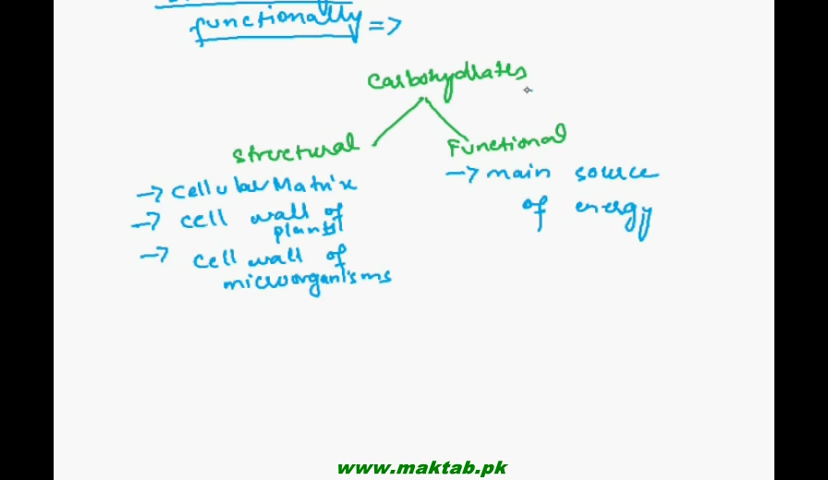 functionally =>
Carbohydrates
Structural Functional
-> Cellular Matrix -> main source
-> cell wall of of energy
plants
-> cell wall of
microorganisms
www.maktab.pk